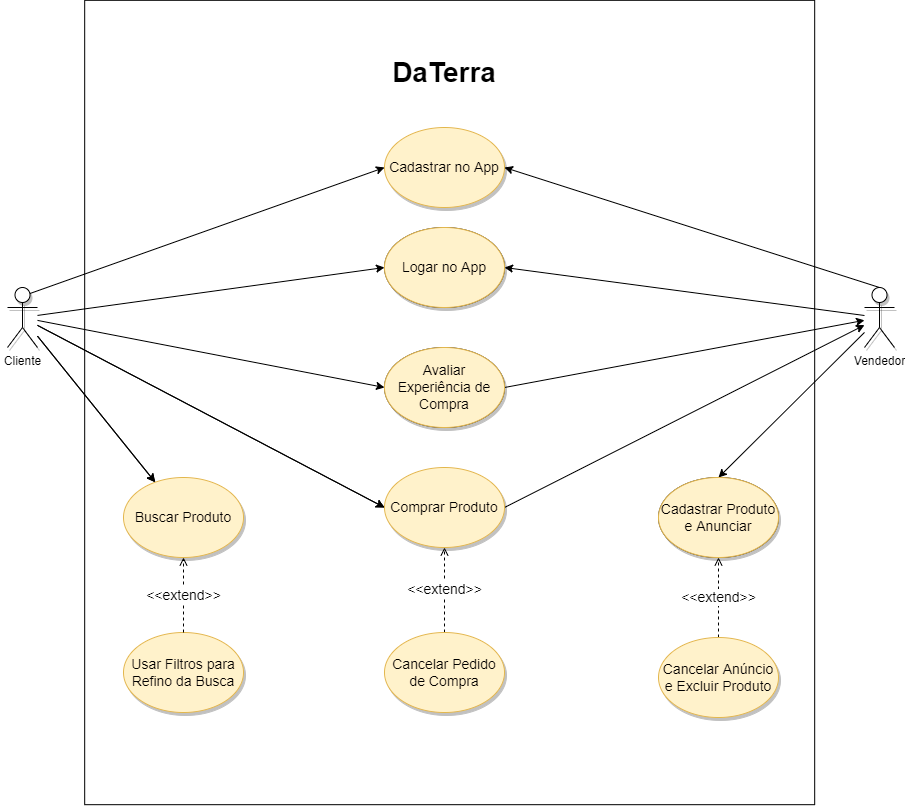 DaTerra
Cadastrar no App
Logar no App
Cliente
Vendedor
Avaliar
Experiência de
Compra
Buscar Produto
Comprar Produto
Cadastrar Produto
e Anunciar
<<extend>>
<<extend>>
<<extend>>
Usar Filtros para
Refino da Busca
Cancelar Pedido
de Compra
Cancelar Anúncio
e Excluir Produto